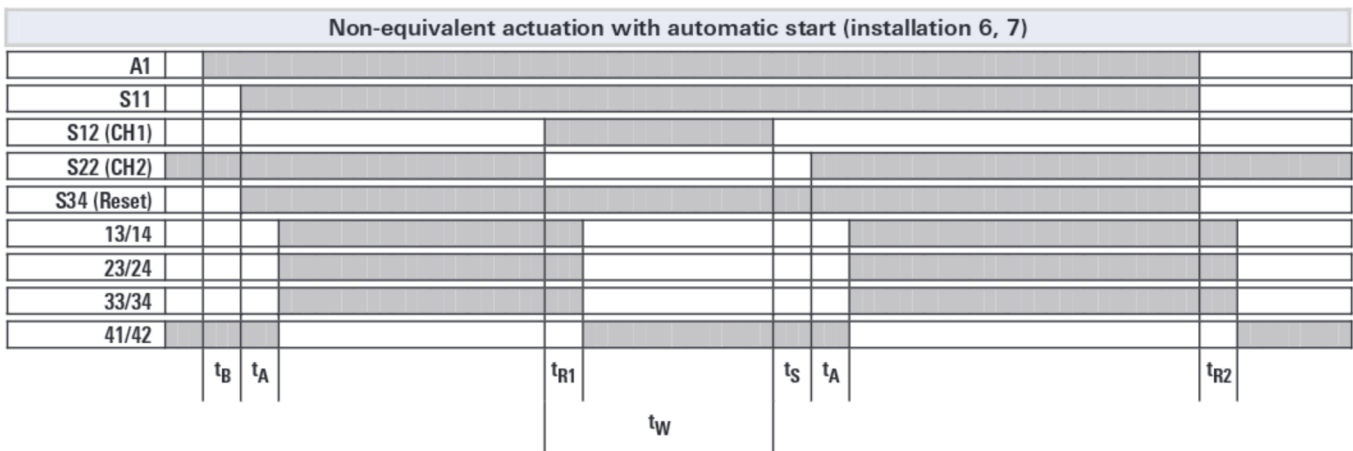 Non-equivalent actuation with automatic start (installation 6, 7)
A1
S11
S12 (CH1)
S22 (CH2)
S34 (Reset)
13/14
23/24
33/34
41/42
tB tA tR1 tS tA tR2
tW